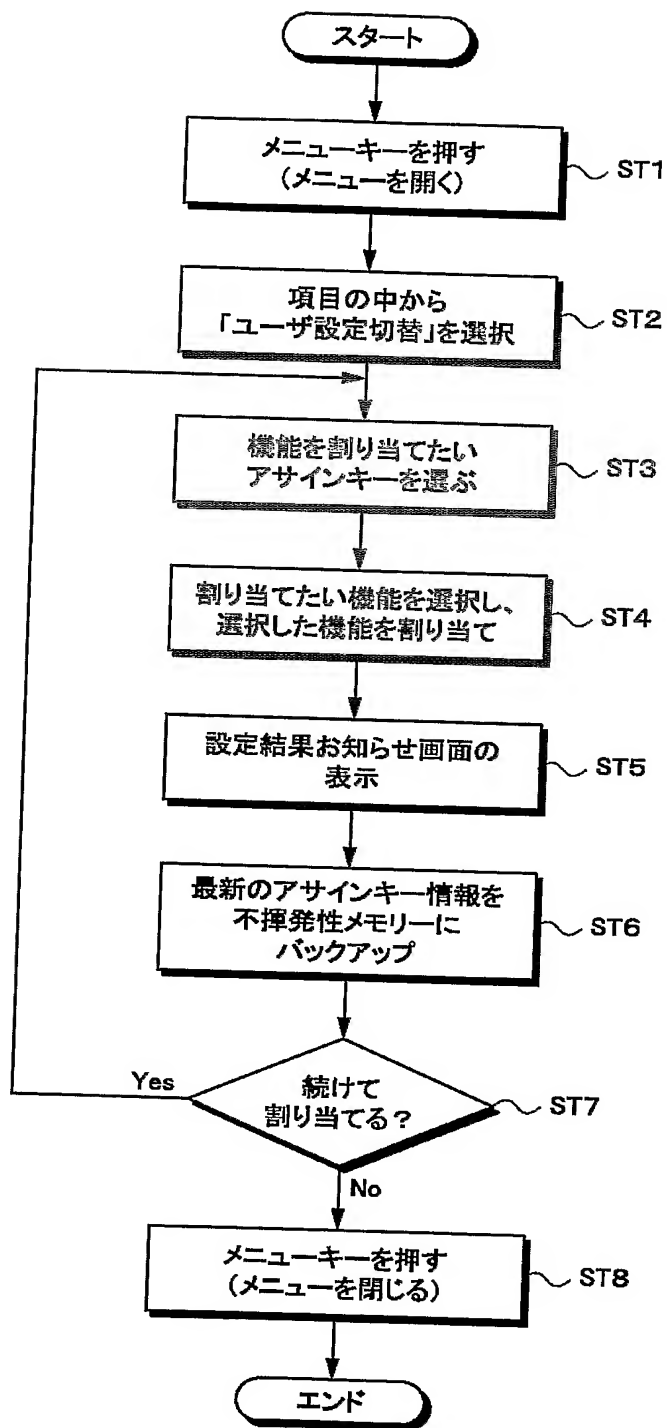 スタート
メニューキーを押す
(メニューを開く)
ST1
項目の中から
「ユーザ設定切替」を選択
ST2
機能を割り当てたい
アサインキーを選ぶ
ST3
割り当てたい機能を選択し、
選択した機能を割り当て
ST4
設定結果お知らせ画面の
表示
ST5
最新のアサインキー情報を
不揮発性メモリーに
バックアップ
ST6
Yes
続けて
割り当てる?
ST7
No
メニューキーを押す
(メニューを閉じる)
ST8
エンド